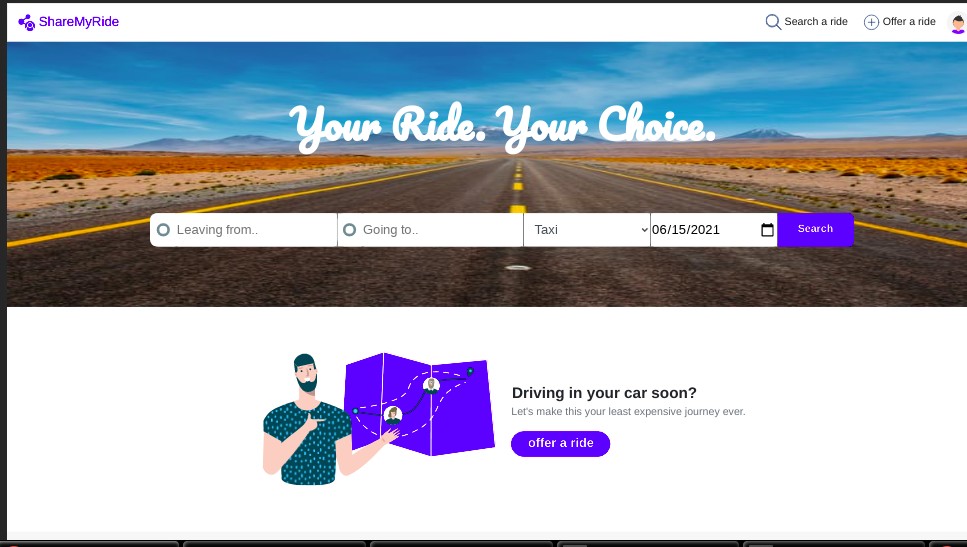 ShareMyRide
Search a ride
Offer a ride
Your Ride. Your Choice.
Leaving from..
Going to..
Taxi
06/15/2021
Search
Driving in your car soon?
Let's make this your least expensive journey ever.
offer a ride